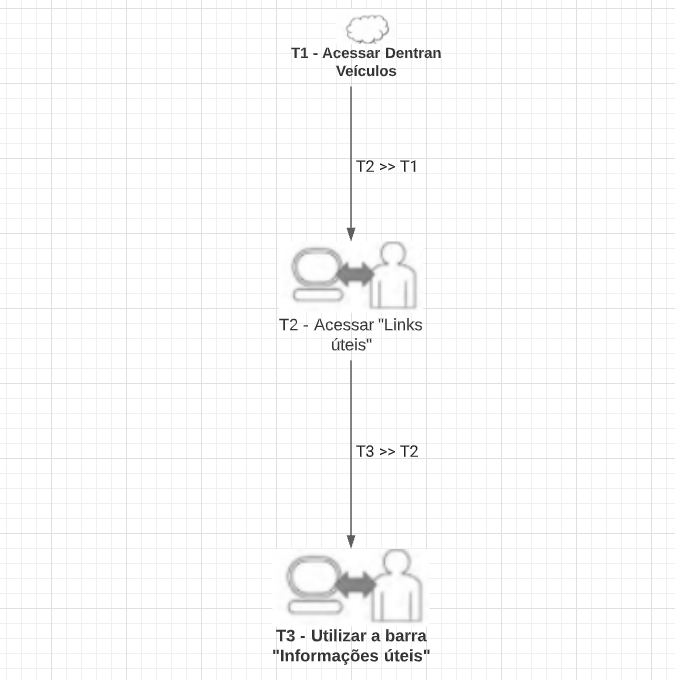 T1 - Acessar Dentran
Veículos
T2 >> T1
T2 - Acessar "Links
úteis"
T3 >> T2
T3 - Utilizar a barra
"Informações úteis"